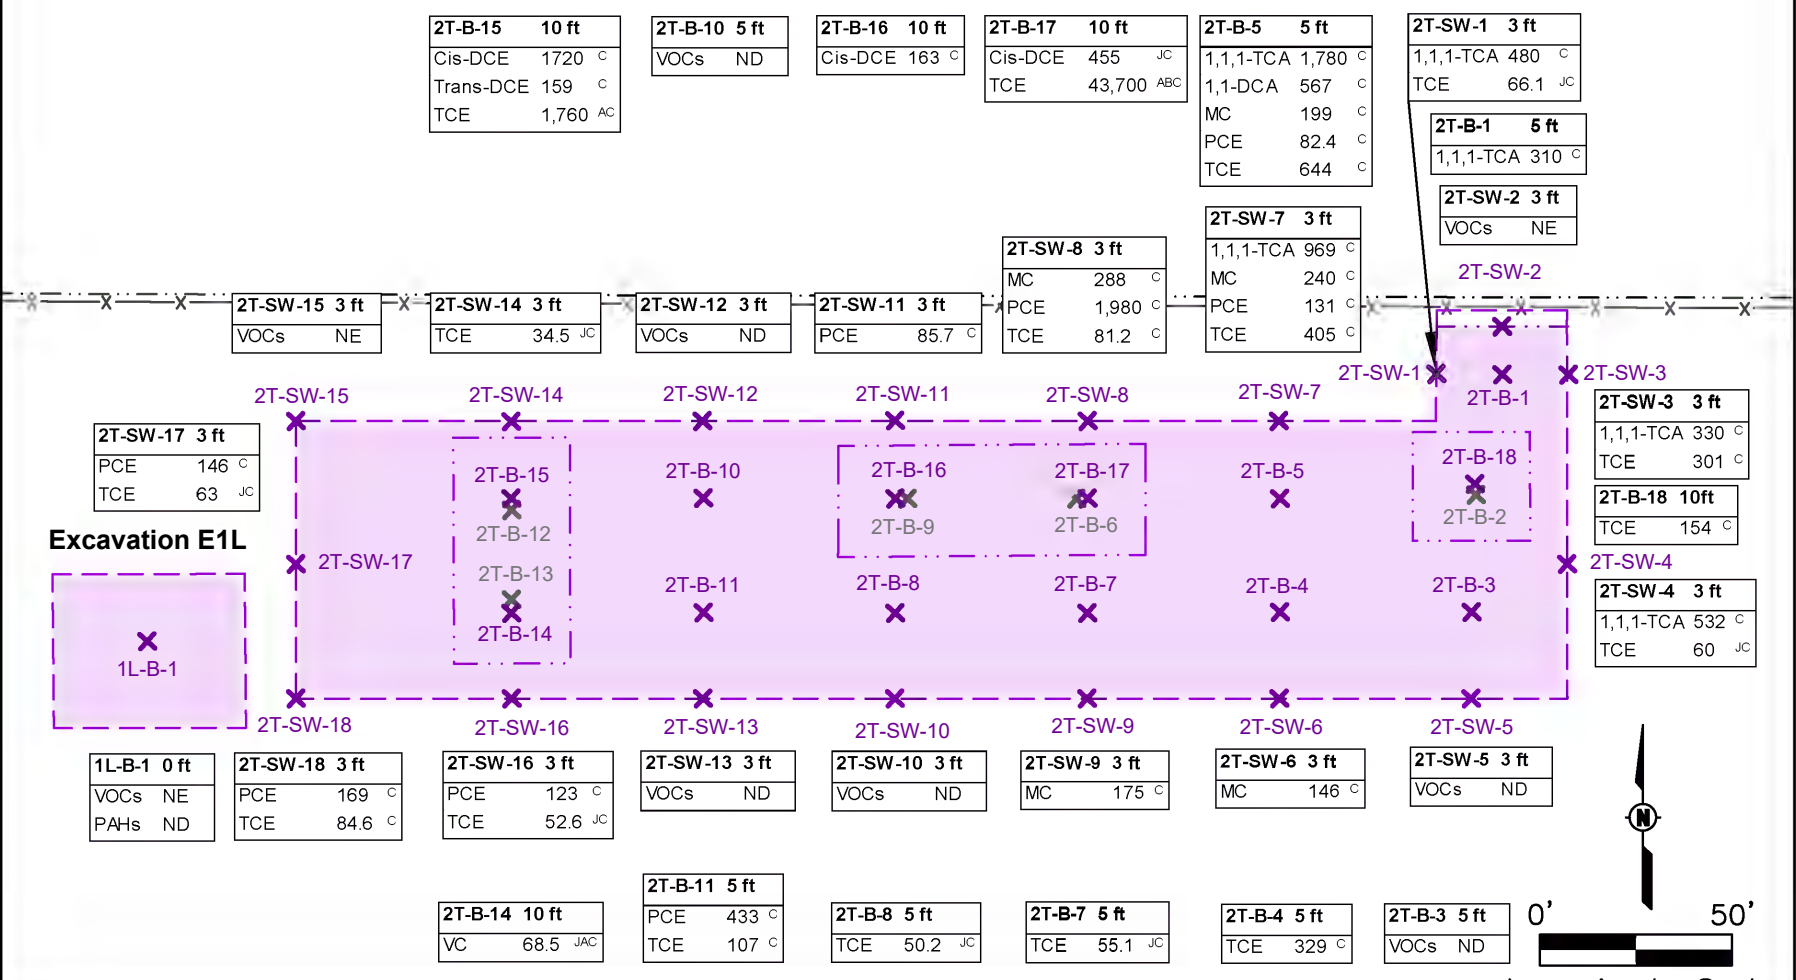 2T-B-15 10 ft
Cis-DCE 1720 C
Trans-DCE 159 C
TCE 1,760 AC
2T-B-10 5 ft
VOCs ND
2T-B-16 10 ft
Cis-DCE 163 C
2T-B-17 10 ft
Cis-DCE 455 JC
TCE 43,700 ABC
2T-B-5 5 ft
1,1,1-TCA 1,780 C
1,1-DCA 567 C
MC 199 C
PCE 82.4 C
TCE 644 C
2T-SW-1 3 ft
1,1,1-TCA 480 C
TCE 66.1 JC
2T-B-1 5 ft
1,1,1-TCA 310 C
2T-SW-2 3 ft
VOCs NE
2T-SW-7 3 ft
1,1,1-TCA 969 C
MC 240 C
PCE 131 C
TCE 405 C
2T-SW-8 3 ft
MC 288 C
PCE 1,980 C
TCE 81.2 C
2T-SW-15 3 ft
VOCs NE
2T-SW-14 3 ft
TCE 34.5 JC
2T-SW-12 3 ft
VOCs ND
2T-SW-11 3 ft
PCE 85.7 C
2T-SW-2
2T-SW-1
2T-SW-3
2T-B-1
2T-SW-15
2T-SW-14
2T-SW-12
2T-SW-11
2T-SW-8
2T-SW-7
2T-SW-3 3 ft
1,1,1-TCA 330 C
TCE 301 C
2T-SW-17 3 ft
PCE 146 C
TCE 63 JC
2T-B-15
2T-B-10
2T-B-16
2T-B-17
2T-B-5
2T-B-18
2T-B-12
2T-B-9
2T-B-6
2T-B-2
2T-B-18 10ft
TCE 154 C
Excavation E1L
2T-SW-17
2T-B-13
2T-B-11
2T-B-8
2T-B-7
2T-B-4
2T-B-3
2T-SW-4
2T-B-14
1L-B-1
2T-SW-4 3 ft
1,1,1-TCA 532 C
TCE 60 JC
2T-SW-18
2T-SW-16
2T-SW-13
2T-SW-10
2T-SW-9
2T-SW-6
2T-SW-5
1L-B-1 0 ft
VOCs NE
PAHs ND
2T-SW-18 3 ft
PCE 169 C
TCE 84.6 C
2T-SW-16 3 ft
PCE 123 C
TCE 52.6 JC
2T-SW-13 3 ft
VOCs ND
2T-SW-10 3 ft
VOCs ND
2T-SW-9 3 ft
MC 175 C
2T-SW-6 3 ft
MC 146 C
2T-SW-5 3 ft
VOCs ND
N
2T-B-14 10 ft
VC 68.5 JAC
2T-B-11 5 ft
PCE 433 C
TCE 107 C
2T-B-8 5 ft
TCE 50.2 JC
2T-B-7 5 ft
TCE 55.1 JC
2T-B-4 5 ft
TCE 329 C
2T-B-3 5 ft
VOCs ND
0' 50'